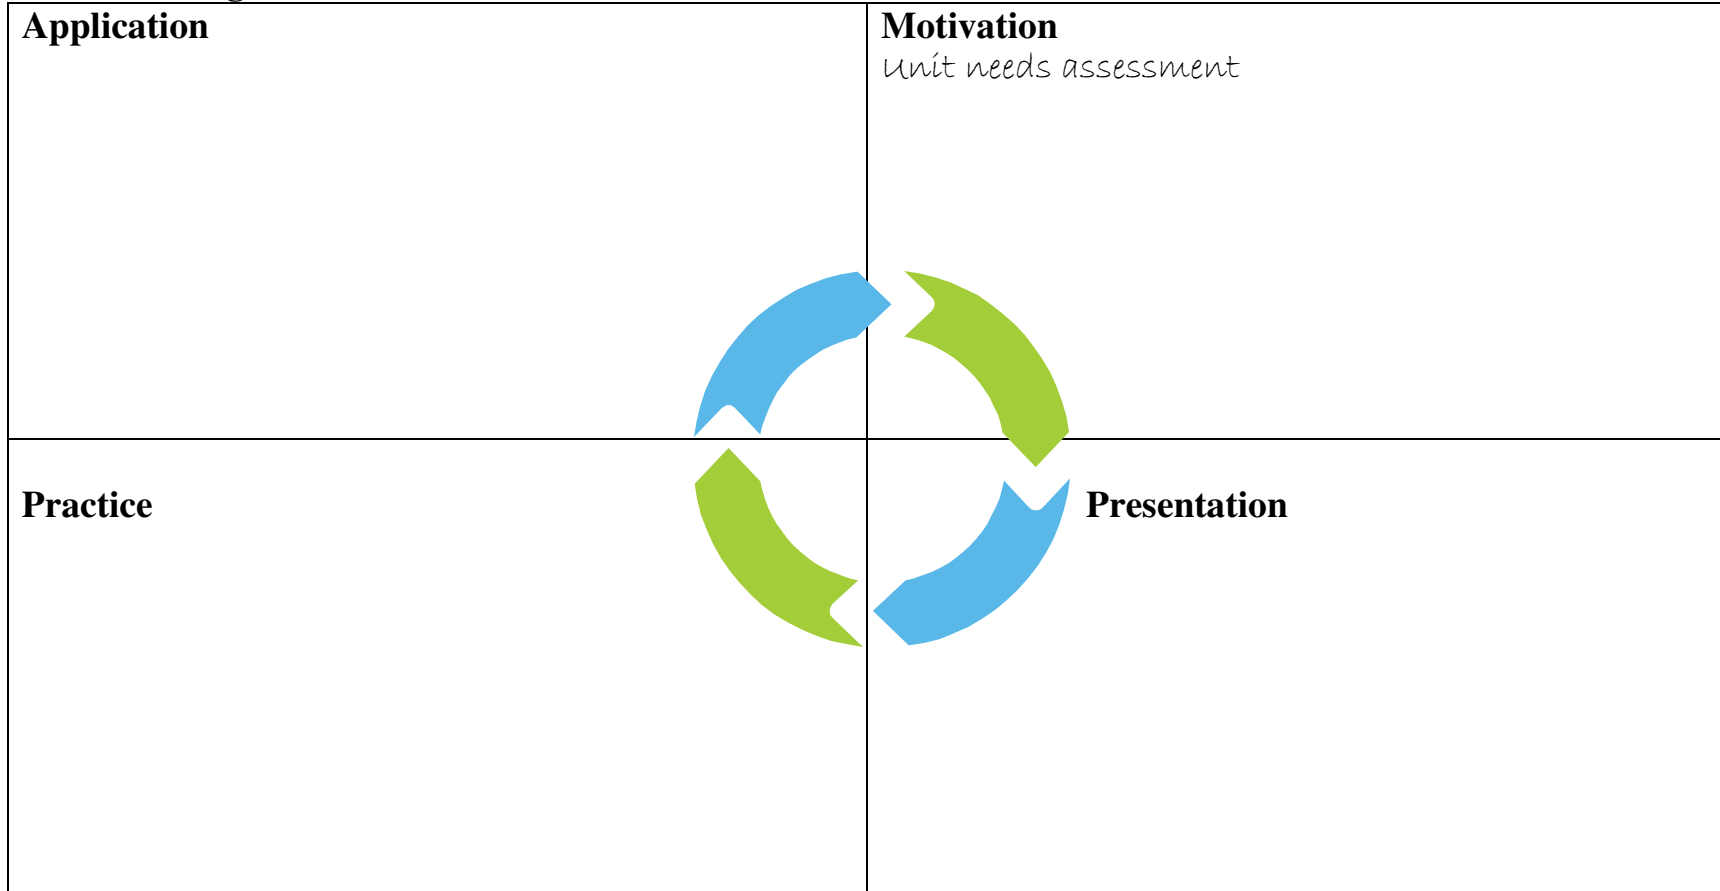 Application
Motivation
Unit needs assessment
Practice
Presentation